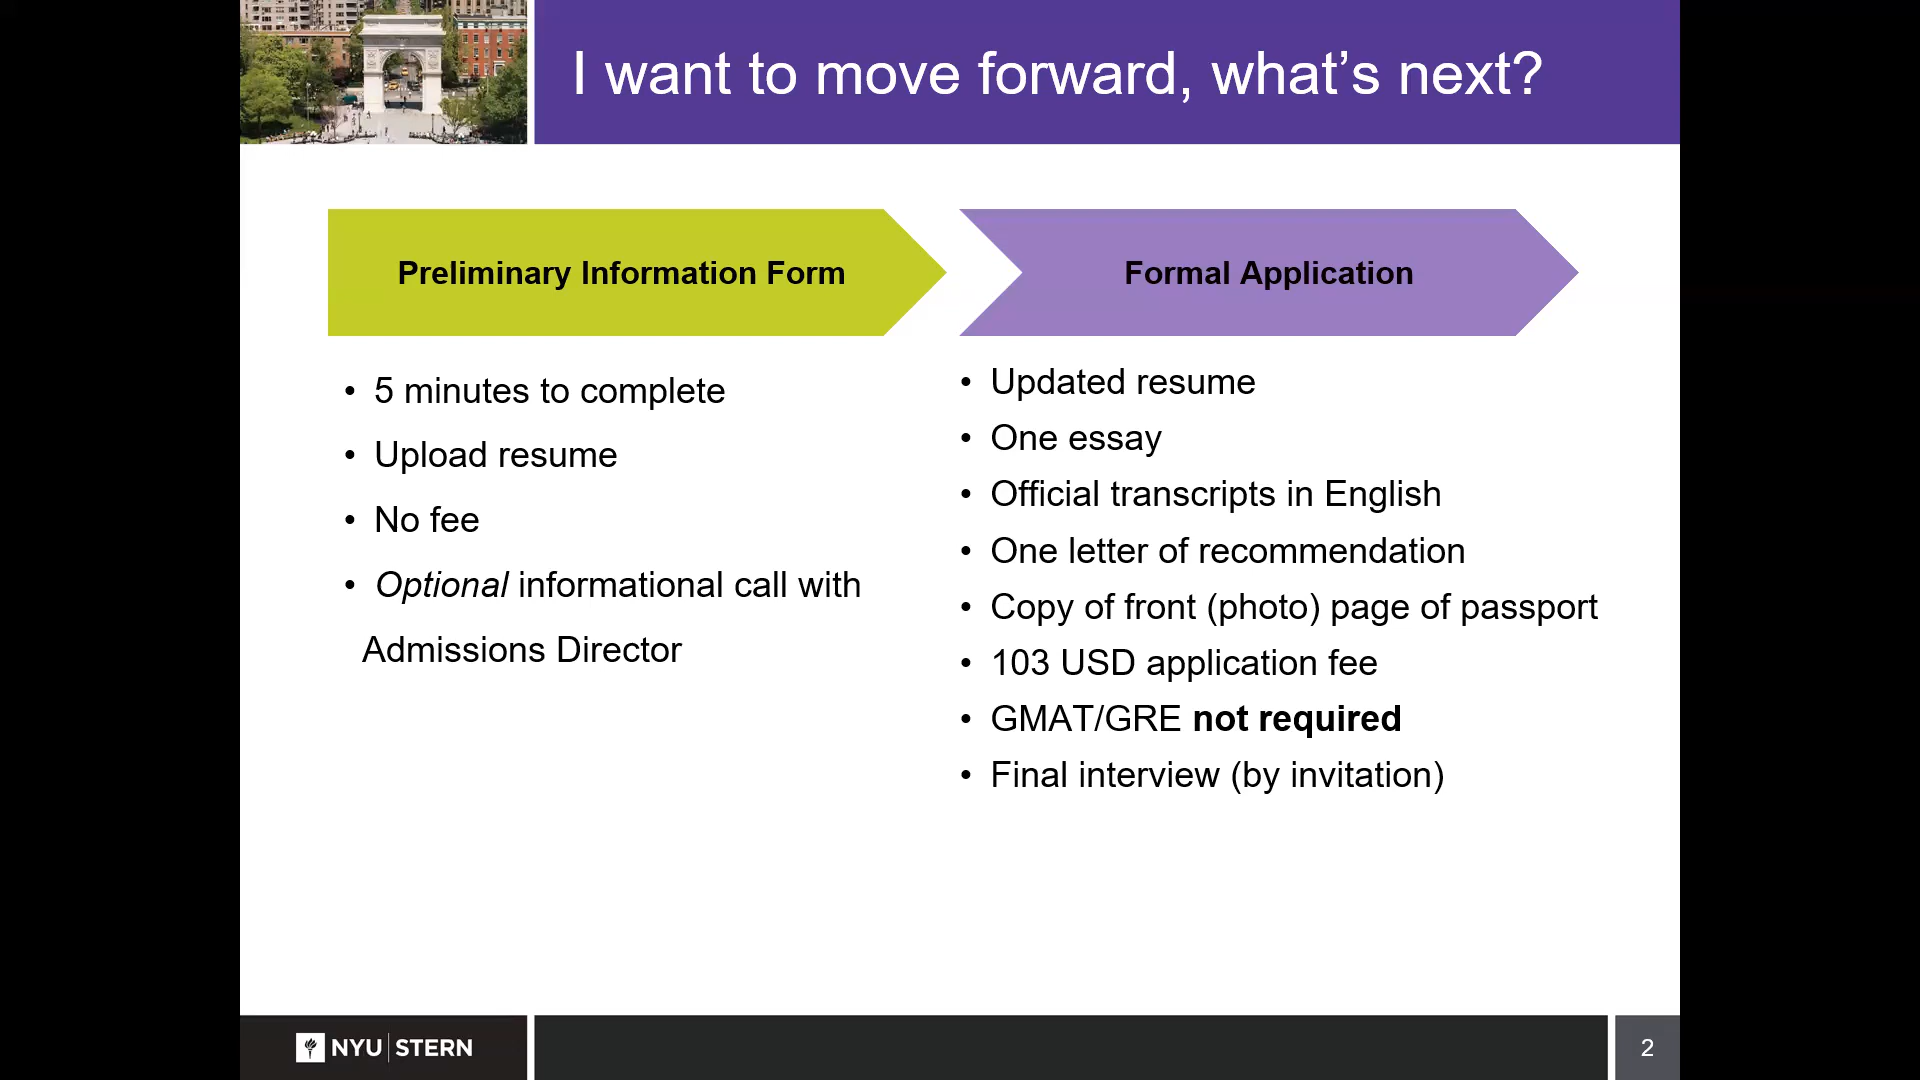 I want to move forward, what’s next?
Preliminary Information Form
• 5 minutes to complete
• Upload resume
• No fee
• Optional informational call with
Admissions Director
Formal Application
• Updated resume
• One essay
• Official transcripts in English
• One letter of recommendation
• Copy of front (photo) page of passport
• 103 USD application fee
• GMAT/GRE not required
• Final interview (by invitation)
NYU STERN
2